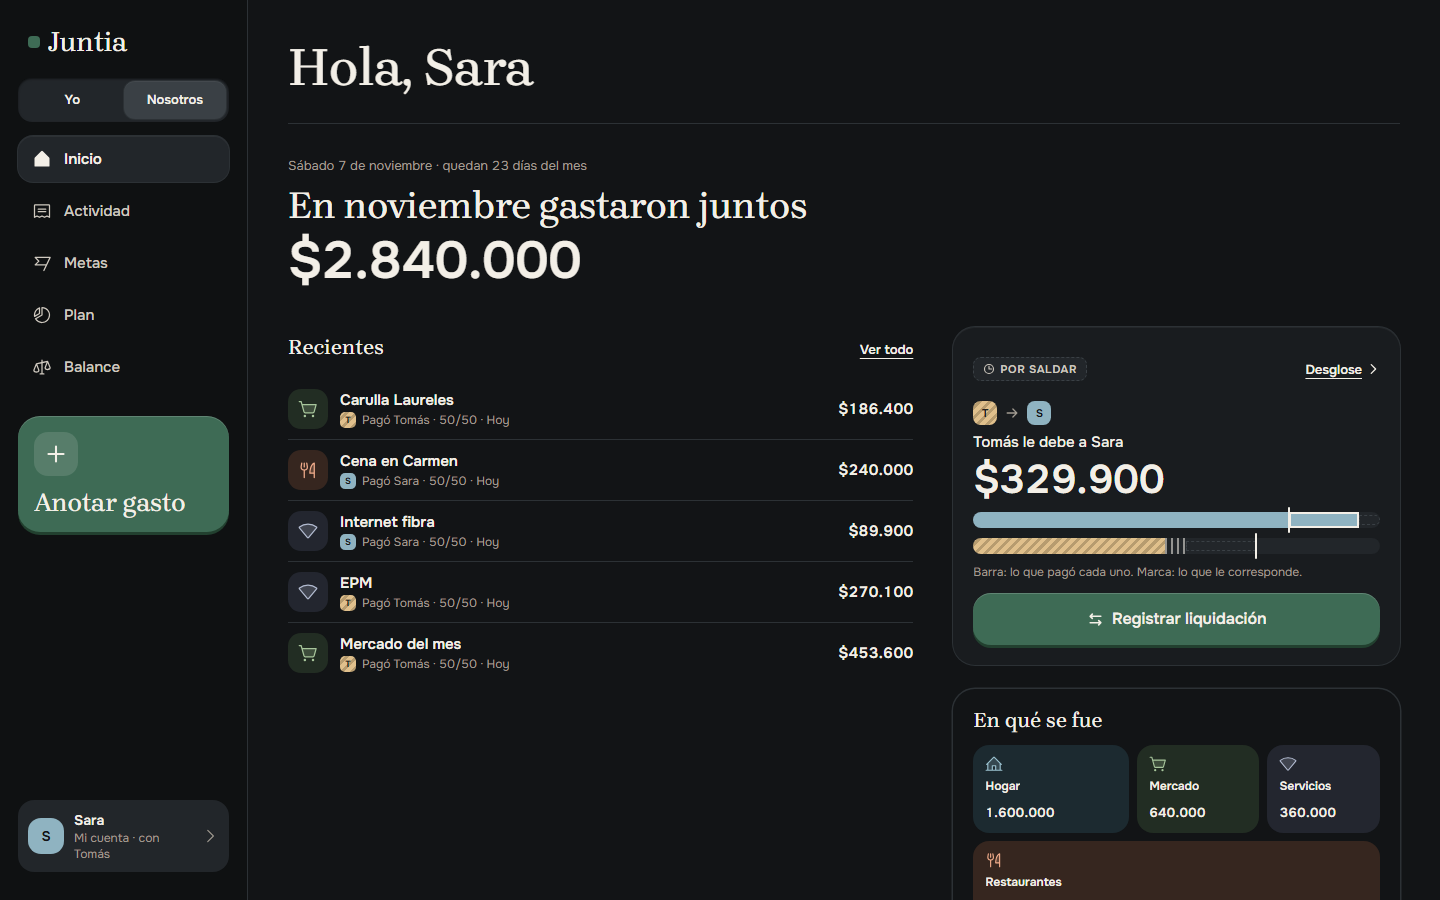 Juntia
Yo
Nosotros
Inicio
Actividad
Metas
Plan
Balance
Anotar gasto
S
Sara
Mi cuenta · con
Tomás
Hola, Sara
Sábado 7 de noviembre · quedan 23 días del mes
En noviembre gastaron juntos
$2.840.000
Recientes
Ver todo
Carulla Laureles
T Pagó Tomás · 50/50 · Hoy
$186.400
Cena en Carmen
S Pagó Sara · 50/50 · Hoy
$240.000
Internet fibra
S Pagó Sara · 50/50 · Hoy
$89.900
EPM
T Pagó Tomás · 50/50 · Hoy
$270.100
Mercado del mes
T Pagó Tomás · 50/50 · Hoy
$453.600
POR SALDAR
Desglose
T → S
Tomás le debe a Sara
$329.900
Barra: lo que pagó cada uno. Marca: lo que le corresponde.
Registrar liquidación
En qué se fue
Hogar
1.600.000
Mercado
640.000
Servicios
360.000
Restaurantes